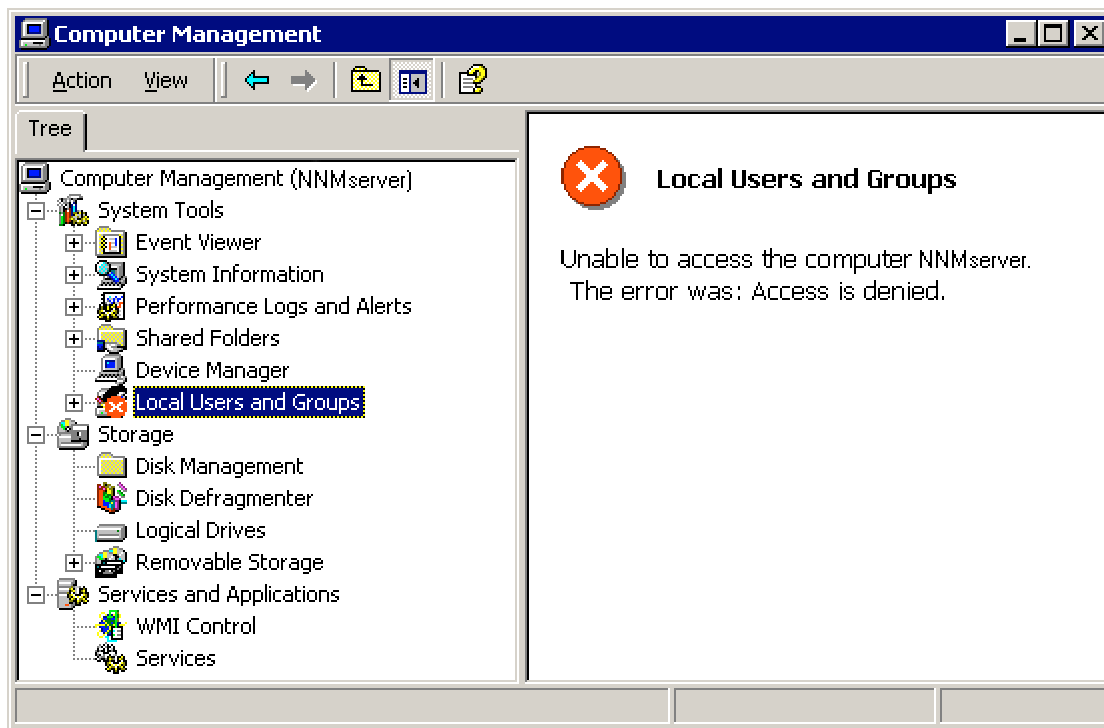 Computer Management
Action View
Tree
Computer Management (NNMserver)
System Tools
Event Viewer
System Information
Performance Logs and Alerts
Shared Folders
Device Manager
Local Users and Groups
Storage
Disk Management
Disk Defragmenter
Logical Drives
Removable Storage
Services and Applications
WMI Control
Services
Local Users and Groups
Unable to access the computer NNMserver.
The error was: Access is denied.